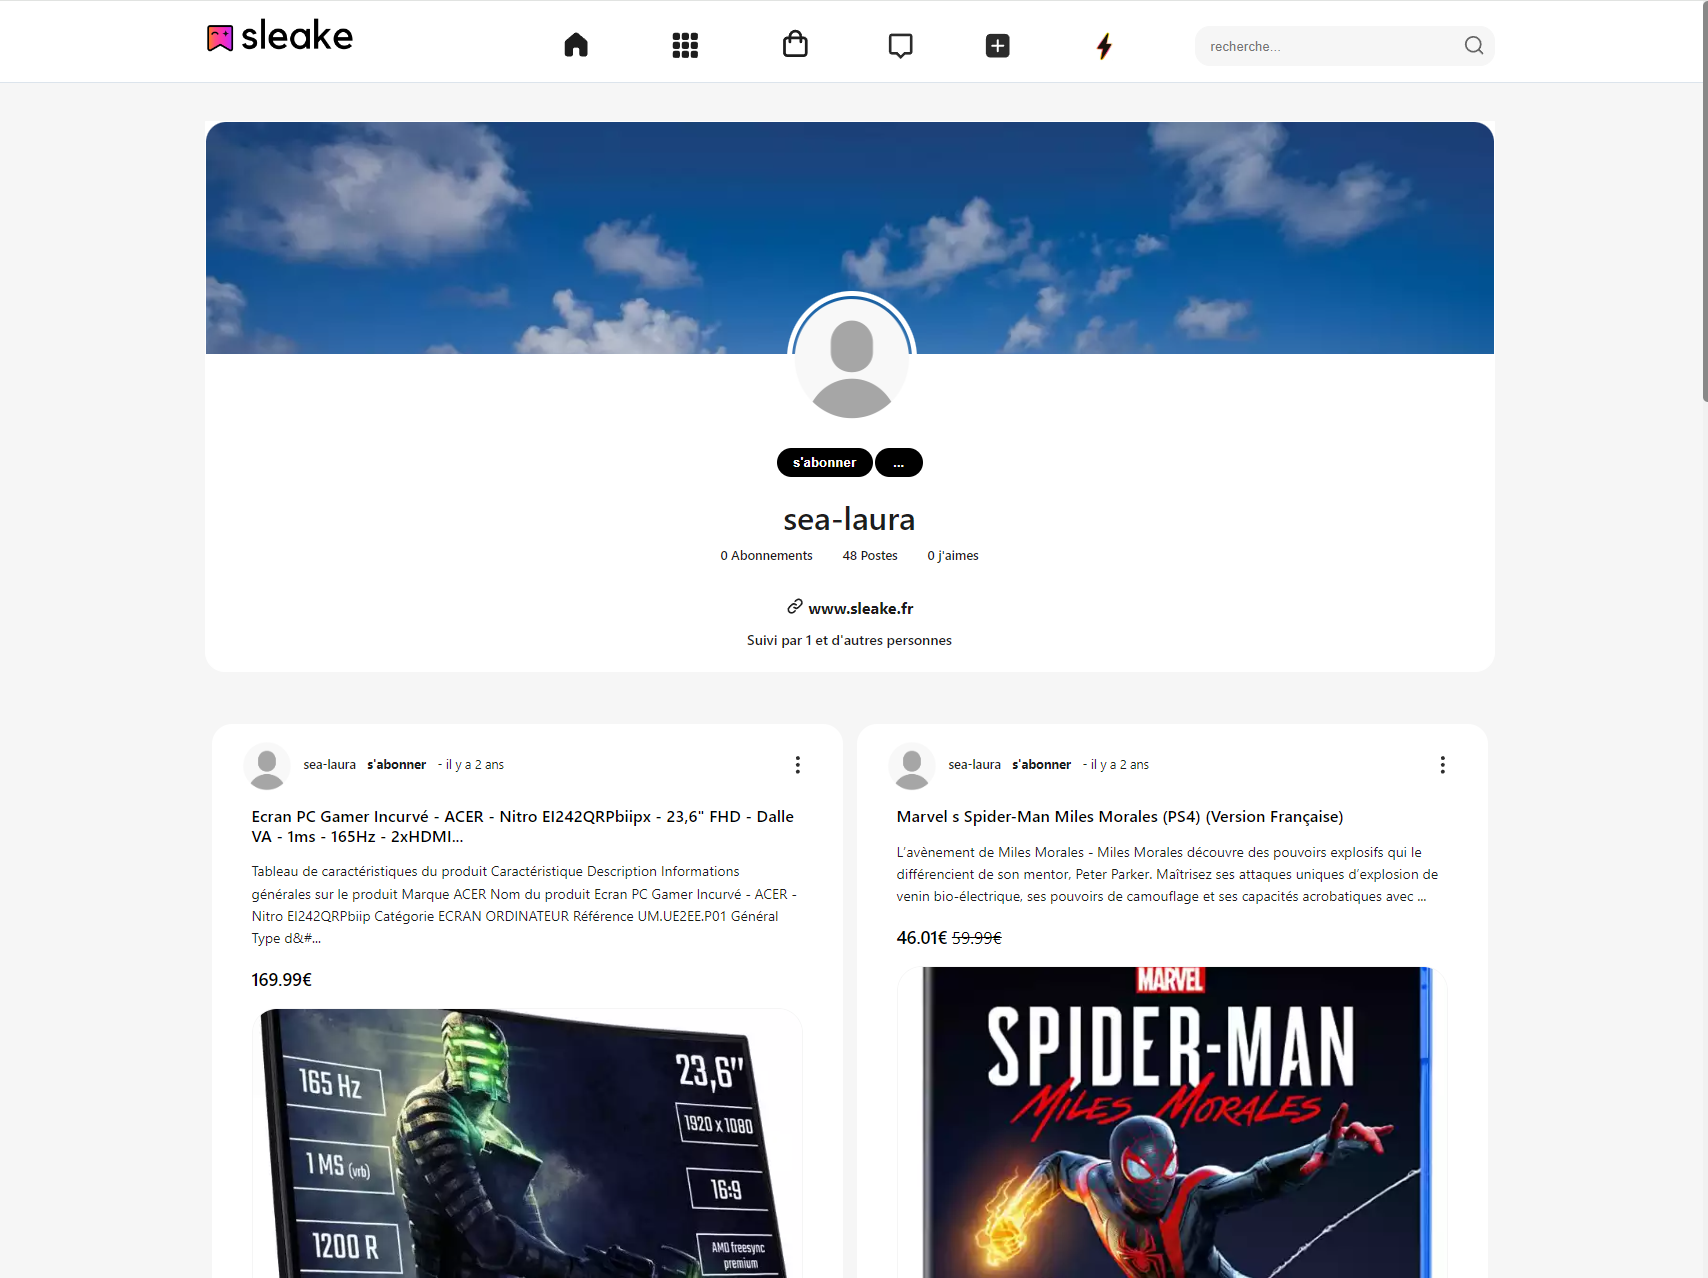 sleake
recherche...
s'abonner
...
sea-laura
0 Abonnements 48 Postes 0 j'aimes
www.sleake.fr
Suivi par 1 et d'autres personnes
sea-laura s'abonner - il y a 2 ans
Ecran PC Gamer Incurvé - ACER - Nitro EI242QRPbiipx - 23,6" FHD - Dalle
VA - 1ms - 165Hz - 2xHDMI...
Tableau de caractéristiques du produit Caractéristique Description Informations
générales sur le produit Marque ACER Nom du produit Ecran PC Gamer Incurvé - ACER -
Nitro EI242QRPbiip Catégorie ECRAN ORDINATEUR Référence UM.UE2EE.P01 Général
Type d&#...
169.99€
165 Hz
1 MS (vrb)
1200 R
23,6"
1920 x 1080
16:9
AMD freesync
premium
sea-laura s'abonner - il y a 2 ans
Marvel s Spider-Man Miles Morales (PS4) (Version Française)
L'avènement de Miles Morales - Miles Morales découvre des pouvoirs explosifs qui le
différencient de son mentor, Peter Parker. Maîtrisez ses attaques uniques d'explosion de
venin bio-électrique, ses pouvoirs de camouflage et ses capacités acrobatiques avec ...
46.01€ 59.99€
MARVEL
SPIDER-MAN
MILES MORALES